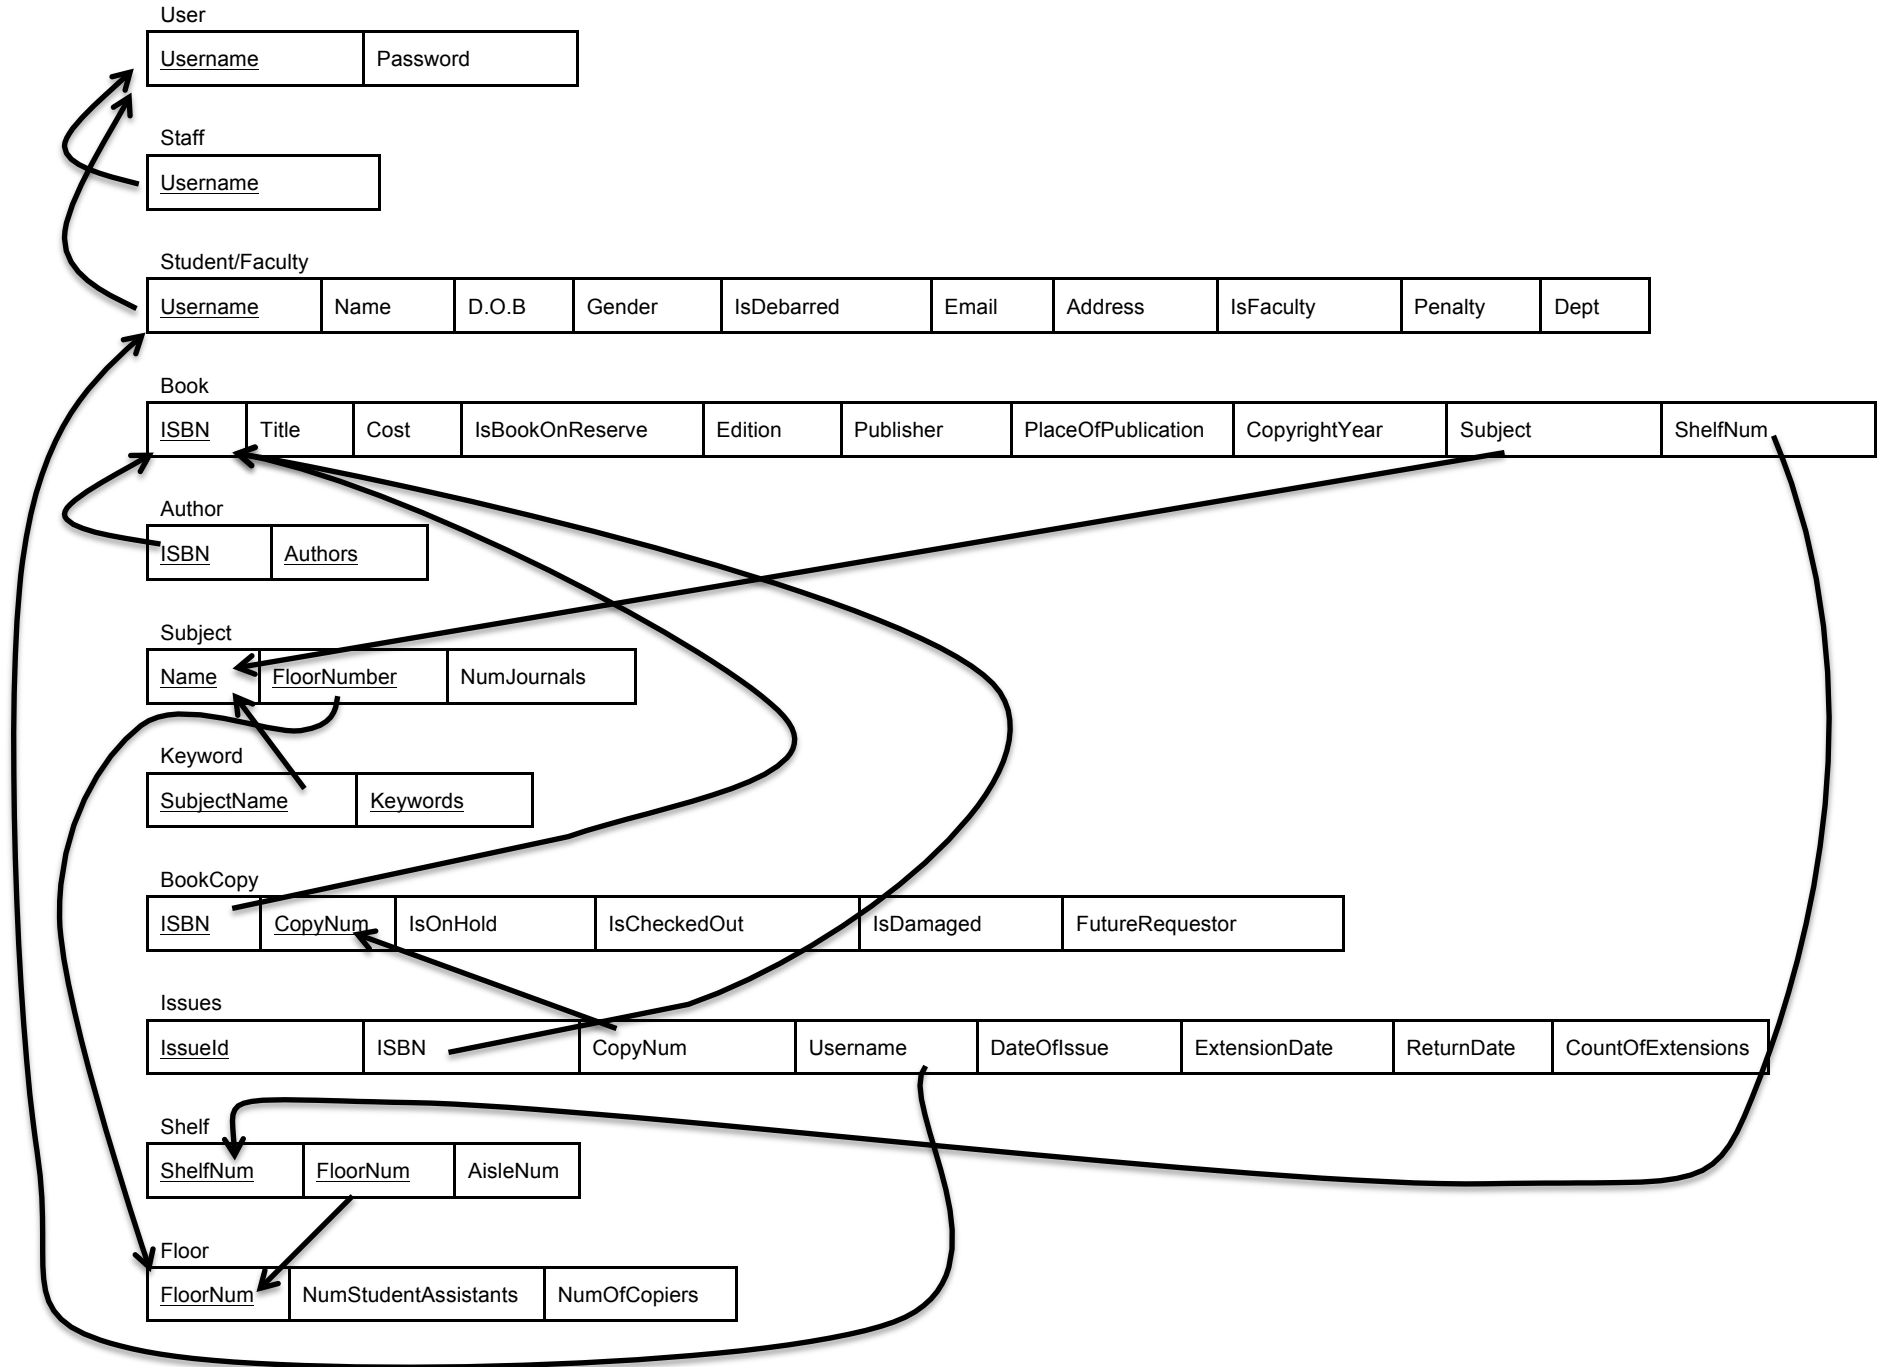 User
Username Password
Staff
Username
Student/Faculty
Username Name D.O.B Gender IsDebarred Email Address IsFaculty Penalty Dept
Book
ISBN Title Cost IsBookOnReserve Edition Publisher PlaceOfPublication CopyrightYear Subject ShelfNum
Author
ISBN Authors
Subject
Name FloorNumber NumJournals
Keyword
SubjectName Keywords
BookCopy
ISBN CopyNum IsOnHold IsCheckedOut IsDamaged FutureRequestor
Issues
IssueId ISBN CopyNum Username DateOfIssue ExtensionDate ReturnDate CountOfExtensions
Shelf
ShelfNum FloorNum AisleNum
Floor
FloorNum NumStudentAssistants NumOfCopiers